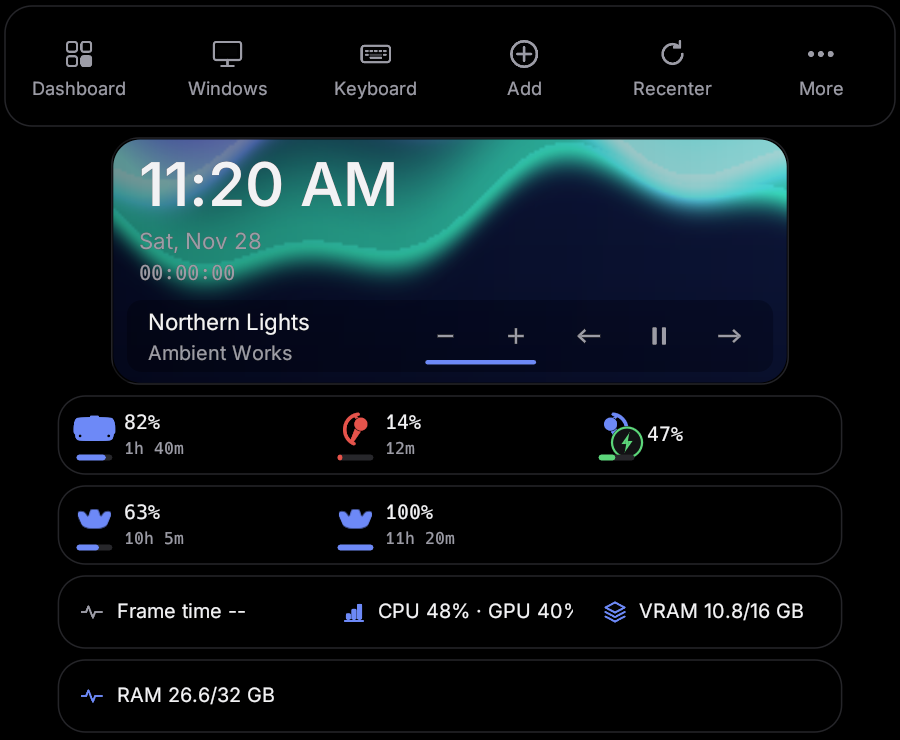 Dashboard Windows Keyboard Add Recenter More
11:20 AM
Sat, Nov 28
00:00:00
Northern Lights
Ambient Works
82% 14% 47%
1h 40m 12m
63% 100%
10h 5m 11h 20m
Frame time -- CPU 48% · GPU 40% VRAM 10.8/16 GB
RAM 26.6/32 GB